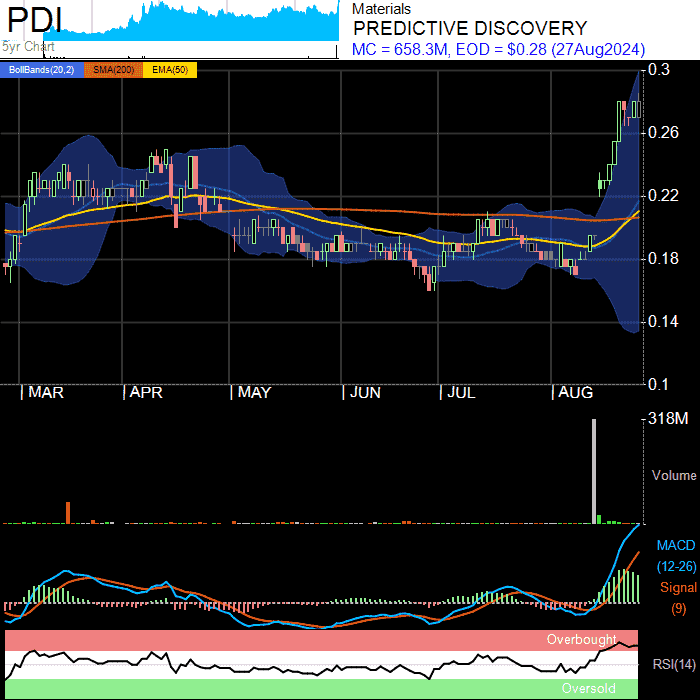 PDI
5yr Chart
Materials
PREDICTIVE DISCOVERY
MC = 658.3M, EOD = $0.28 (27Aug2024)
BollBands(20,2) SMA(200) EMA(50)
0.3
0.26
0.22
0.18
0.14
0.1
MAR APR MAY JUN JUL AUG
318M
Volume
MACD
(12-26)
Signal
(9)
Overbought
RSI(14)
Oversold